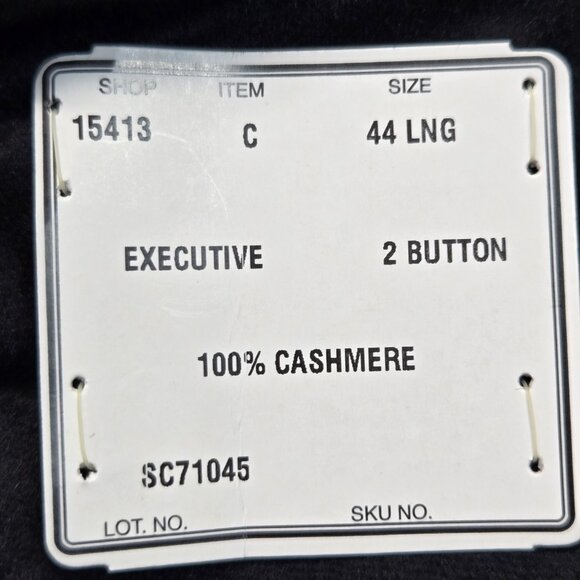 SHOP ITEM SIZE
15413 C 44 LNG
EXECUTIVE 2 BUTTON
100% CASHMERE
SC71045
LOT. NO. SKU NO.